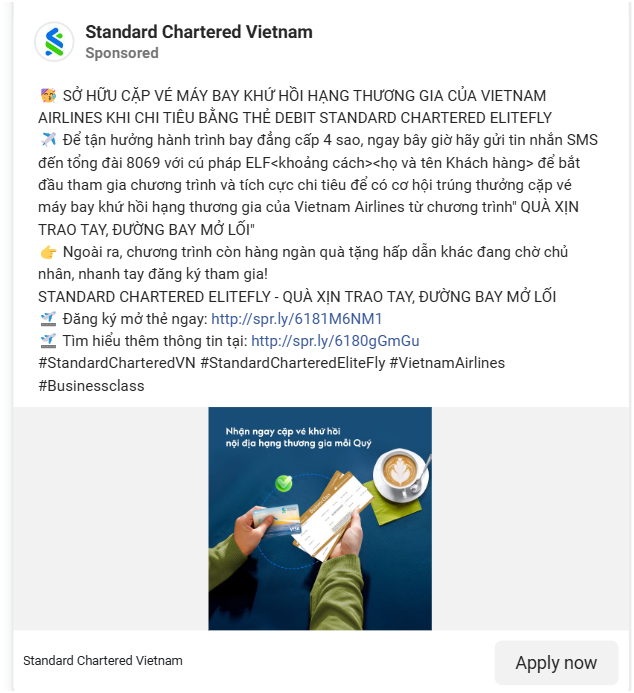 Standard Chartered Vietnam
Sponsored
🥳 SỞ HỮU CẶP VÉ MÁY BAY KHỨ HỒI HẠNG THƯƠNG GIA CỦA VIETNAM
AIRLINES KHI CHI TIÊU BẰNG THẺ DEBIT STANDARD CHARTERED ELITEFLY
✈️ Để tận hưởng hành trình bay đẳng cấp 4 sao, ngay bây giờ hãy gửi tin nhắn SMS
đến tổng đài 8069 với cú pháp ELF<khoảng cách><họ và tên Khách hàng> để bắt
đầu tham gia chương trình và tích cực chi tiêu để có cơ hội trúng thưởng cặp vé
máy bay khứ hồi hạng thương gia của Vietnam Airlines từ chương trình" QUÀ XỊN
TRAO TAY, ĐƯỜNG BAY MỞ LỐI"
👉 Ngoài ra, chương trình còn hàng ngàn quà tặng hấp dẫn khác đang chờ chủ
nhân, nhanh tay đăng ký tham gia!
STANDARD CHARTERED ELITEFLY - QUÀ XỊN TRAO TAY, ĐƯỜNG BAY MỞ LỐI
🛫 Đăng ký mở thẻ ngay: http://spr.ly/6181M6NM1
🛫 Tìm hiểu thêm thông tin tại: http://spr.ly/6180gGmGu
#StandardCharteredVN #StandardCharteredEliteFly #VietnamAirlines
#Businessclass
Nhận ngay cặp vé khứ hồi
nội địa hạng thương gia mỗi Quý
VISA
Standard Chartered Vietnam
Apply now